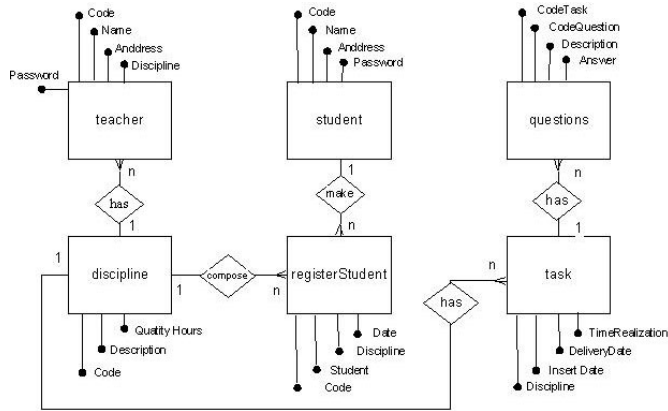 Code
Name
Anddress
Discipline
Password
teacher
n
has
1
Code
Name
Anddress
Password
student
1
make
n
CodeTask
CodeQuestion
Description
Answer
questions
n
has
1
1
discipline
1
compose
n
registerStudent
n
has
task
Quatity Hours
Description
Code
Date
Discipline
Student
Code
TimeRealization
DeliveryDate
Insert Date
Discipline